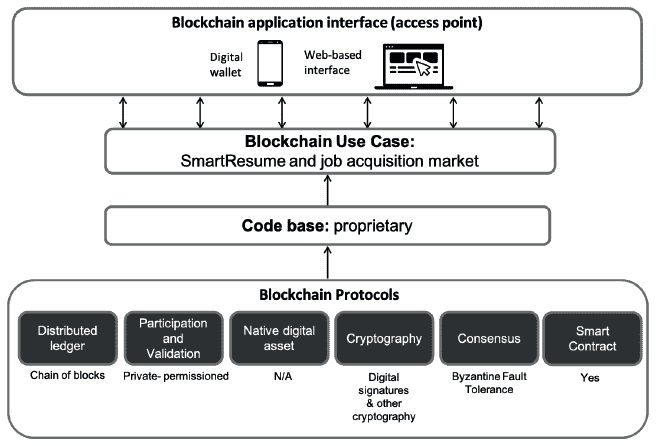 Blockchain application interface (access point)
Digital
wallet
Web-based
interface
Blockchain Use Case:
SmartResume and job acquisition market
Code base: proprietary
Blockchain Protocols
Distributed
ledger
Participation
and
Validation
Native digital
asset
Cryptography
Consensus
Smart
Contract
Chain of blocks
Private- permissioned
N/A
Digital
signatures
& other
cryptography
Byzantine Fault
Tolerance
Yes